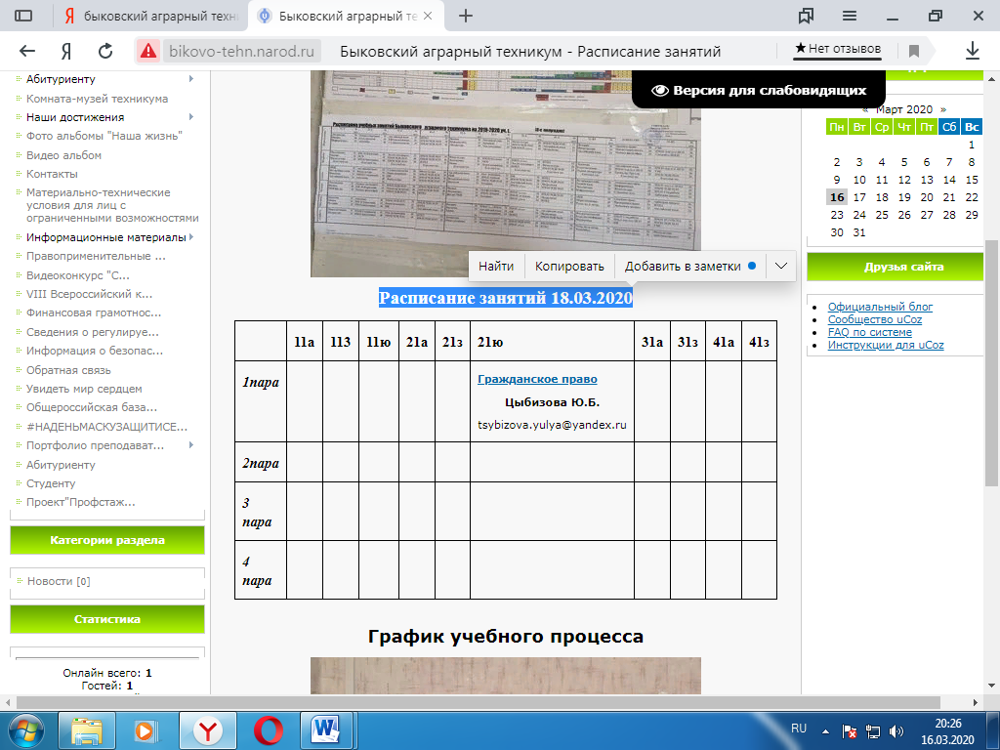 быковский аграрный техн
Быковский аграрный те
bikovo-tehn.narod.ru
Быковский аграрный техникум - Расписание занятий
★ Нет отзывов
Абитуриенту
Комната-музей техникума
Наши достижения
Фото альбомы "Наша жизнь"
Видео альбом
Контакты
Материально-технические
условия для лиц с
ограниченными возможностями
Информационные материалы
Правоприменительные ...
Видеоконкурс "С...
VIII Всероссийский к...
Финансовая грамотнос...
Сведения о регулируе...
Информация о безопас...
Обратная связь
Увидеть мир сердцем
Общероссийская база...
#НАДЕНЬМАСКУЗАЩИТИСЕ...
Портфолио преподават...
Абитуриенту
Студенту
Проект"Профстаж...
Категории раздела
Новости [0]
Статистика
Онлайн всего: 1
Гостей: 1
Версия для слабовидящих
Найти Копировать Добавить в заметки
Расписание занятий 18.03.2020
11а 113 11ю 21а 21з 21ю 31а 31з 41а 41з
1пара
Гражданское право
Цыбизова Ю.Б.
tsybizova.yulya@yandex.ru
2пара
3
пара
4
пара
График учебного процесса
« Март 2020 »
Пн Вт Ср Чт Пт Сб Вс
1
2 3 4 5 6 7 8
9 10 11 12 13 14 15
16 17 18 19 20 21 22
23 24 25 26 27 28 29
30 31
Друзья сайта
Официальный блог
Сообщество uCoz
FAQ по системе
Инструкции для uCoz
RU
20:26
16.03.2020